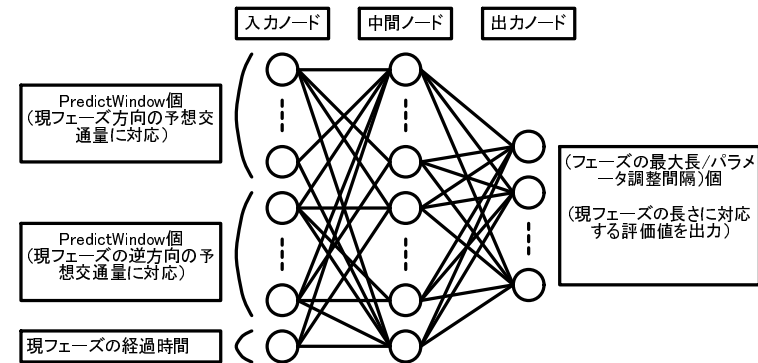 入力ノード
中間ノード
出力ノード
PredictWindow個
(現フェーズ方向の予想交
通量に対応)
PredictWindow個
(現フェーズの逆方向の予
想交通量に対応)
現フェーズの経過時間
(フェーズの最大長/パラメ
ータ調整間隔)個
(現フェーズの長さに対応
する評価値を出力)